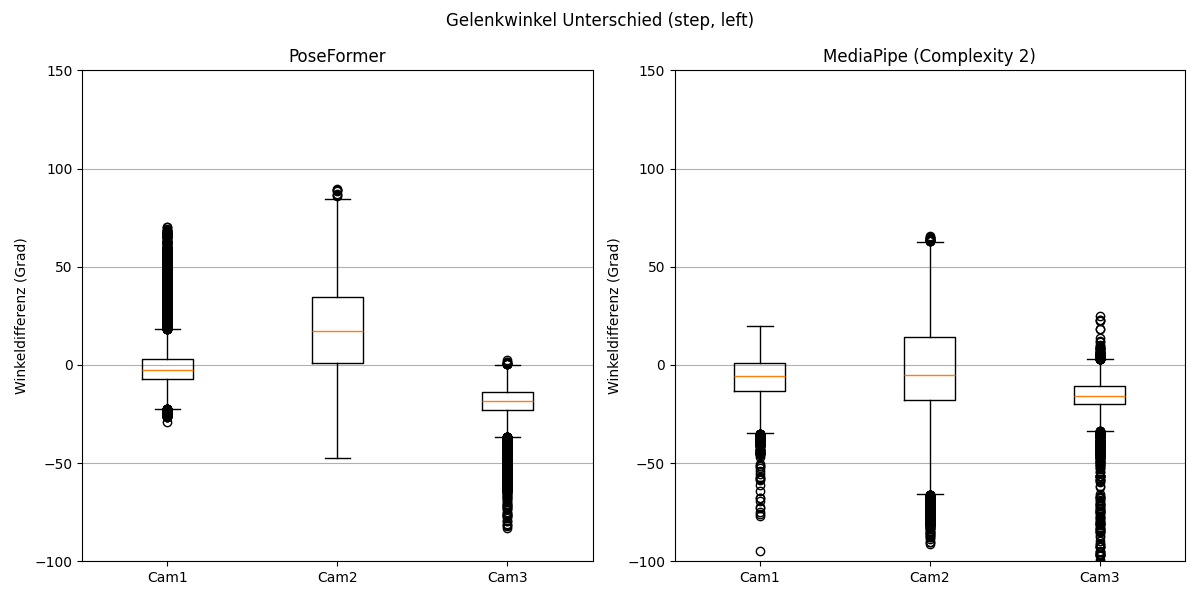 Gelenkwinkel Unterschied (step, left)
PoseFormer
MediaPipe (Complexity 2)
Winkeldifferenz (Grad)
150
100
50
0
−50
−100
Cam1
Cam2
Cam3
Winkeldifferenz (Grad)
150
100
50
0
−50
−100
Cam1
Cam2
Cam3